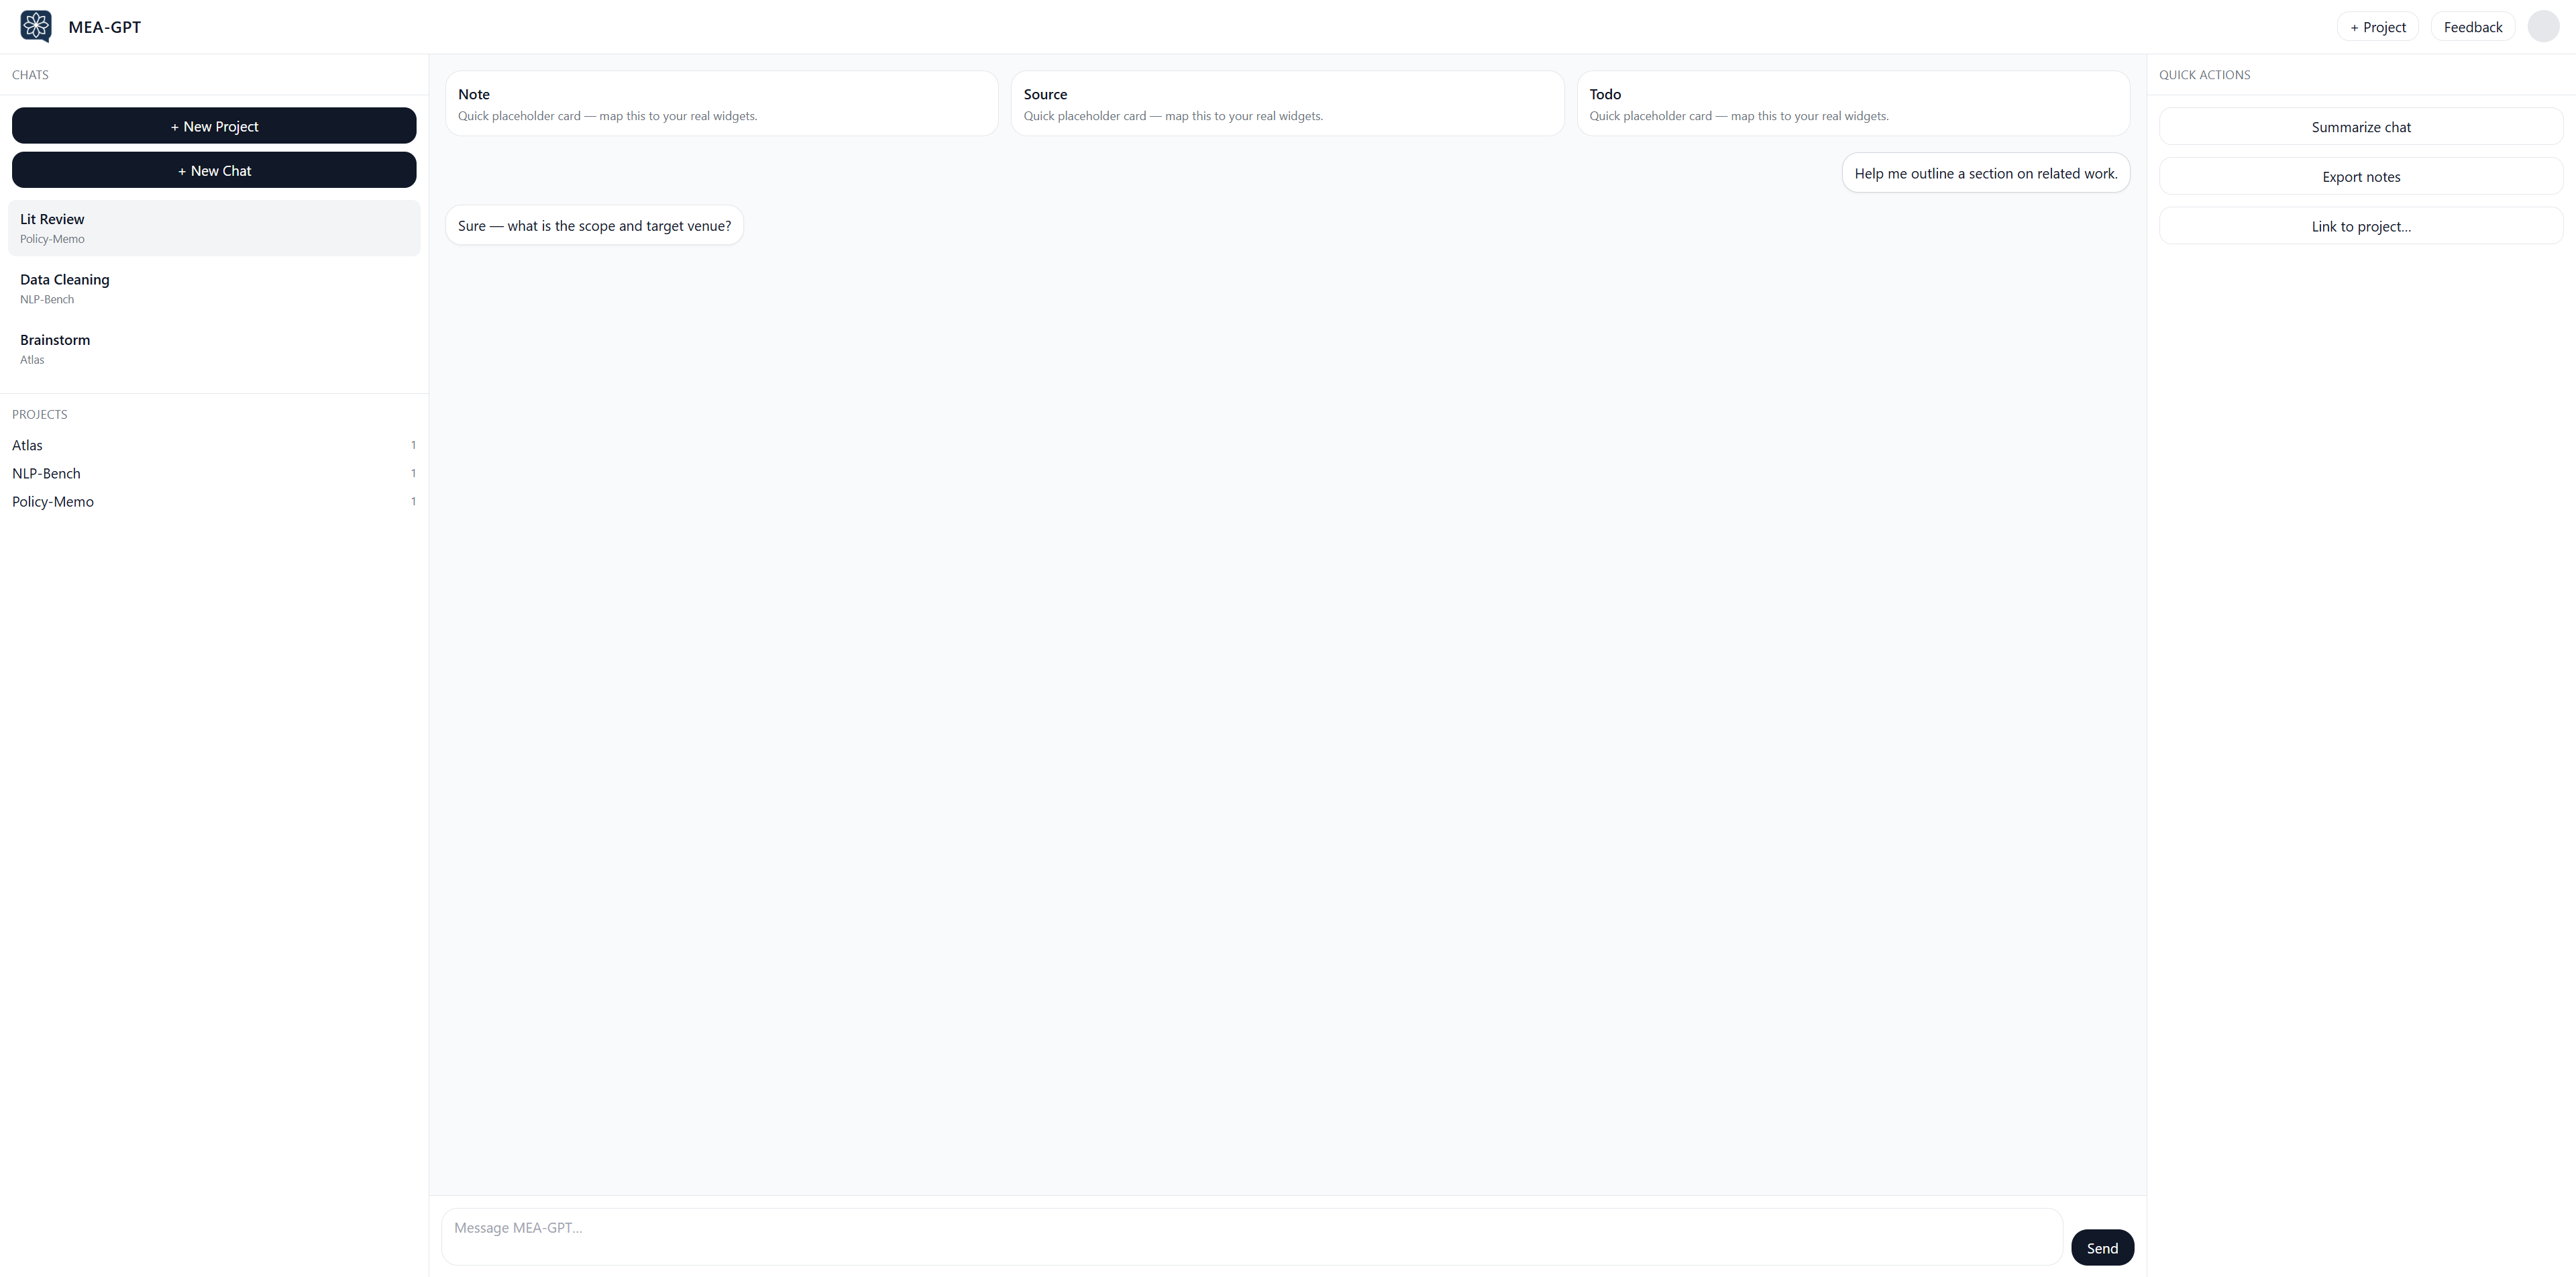 MEA-GPT
+ Project
Feedback
CHATS
+ New Project
+ New Chat
Lit Review
Policy-Memo
Data Cleaning
NLP-Bench
Brainstorm
Atlas
PROJECTS
Atlas 1
NLP-Bench 1
Policy-Memo 1
Note
Quick placeholder card — map this to your real widgets.
Source
Quick placeholder card — map this to your real widgets.
Todo
Quick placeholder card — map this to your real widgets.
Help me outline a section on related work.
Sure — what is the scope and target venue?
Message MEA-GPT...
Send
QUICK ACTIONS
Summarize chat
Export notes
Link to project...